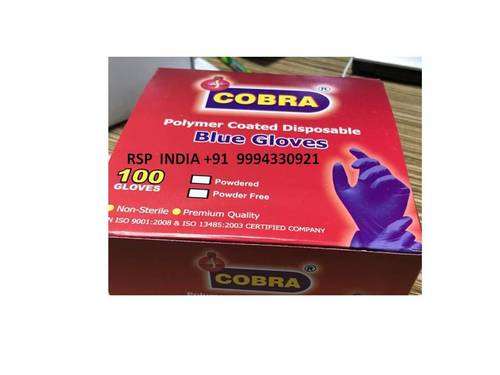 COBRA ®
Polymer Coated Disposable
Blue Gloves
RSP INDIA +91 9994330921
100
GLOVES
Powdered
Powder Free
Non-Sterile Premium Quality
N ISO 9001:2008 & ISO 13485:2003 CERTIFIED COMPANY
COBRA ®